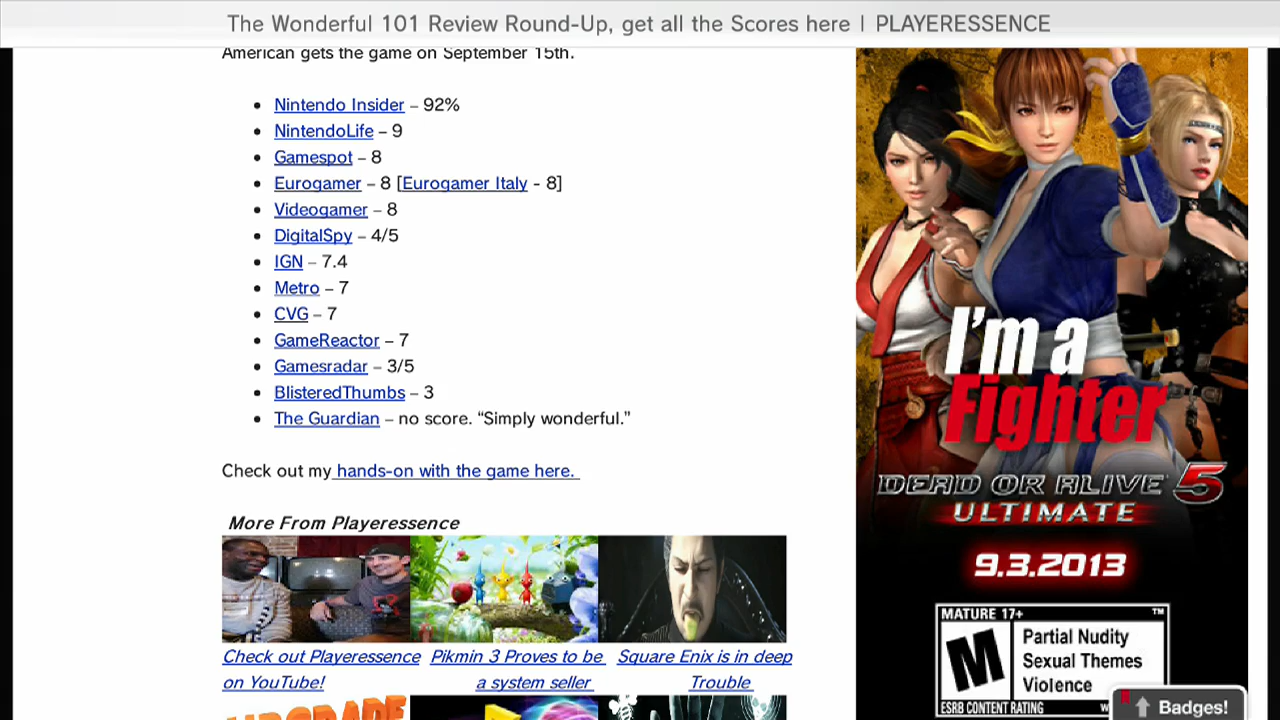 The Wonderful 101 Review Round-Up, get all the Scores here | PLAYERESSENCE
American gets the game on September 15th.
• Nintendo Insider – 92%
• NintendoLife – 9
• Gamespot – 8
• Eurogamer – 8 [Eurogamer Italy - 8]
• Videogamer – 8
• DigitalSpy – 4/5
• IGN – 7.4
• Metro – 7
• CVG – 7
• GameReactor – 7
• Gamesradar – 3/5
• BlisteredThumbs – 3
• The Guardian – no score. “Simply wonderful.”
Check out my hands-on with the game here.
More From Playeressence
Check out Playeressence
on YouTube!
Pikmin 3 Proves to be
a system seller
Square Enix is in deep
Trouble
UPGRADE
I'm a
Fighter
DEAD OR ALIVE 5
ULTIMATE
9.3.2013
MATURE 17+ ™
M
Partial Nudity
Sexual Themes
Violence
ESRB CONTENT RATING
Badges!